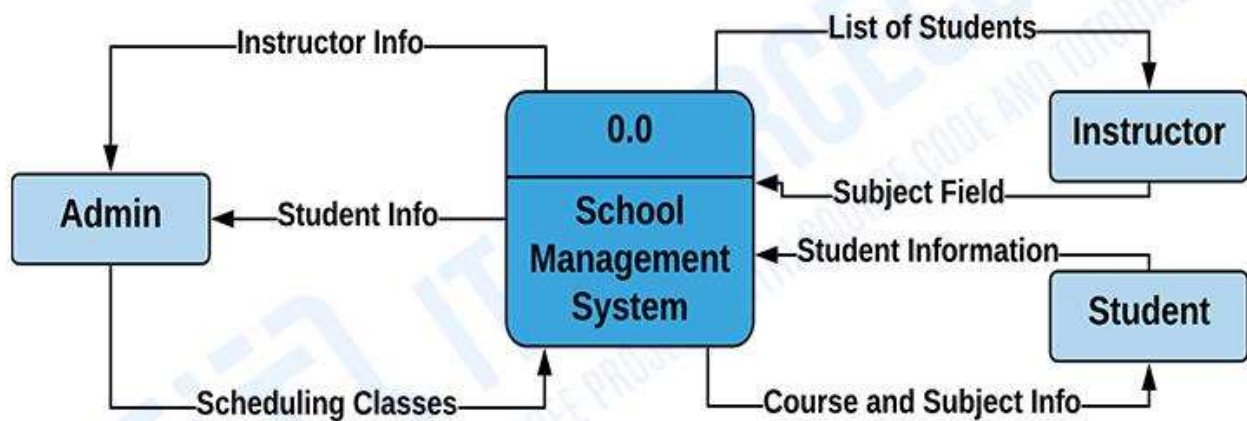 Instructor Info
List of Students
0.0
Instructor
Admin
Student Info
School
Management
System
Subject Field
Student Information
Student
Scheduling Classes
Course and Subject Info